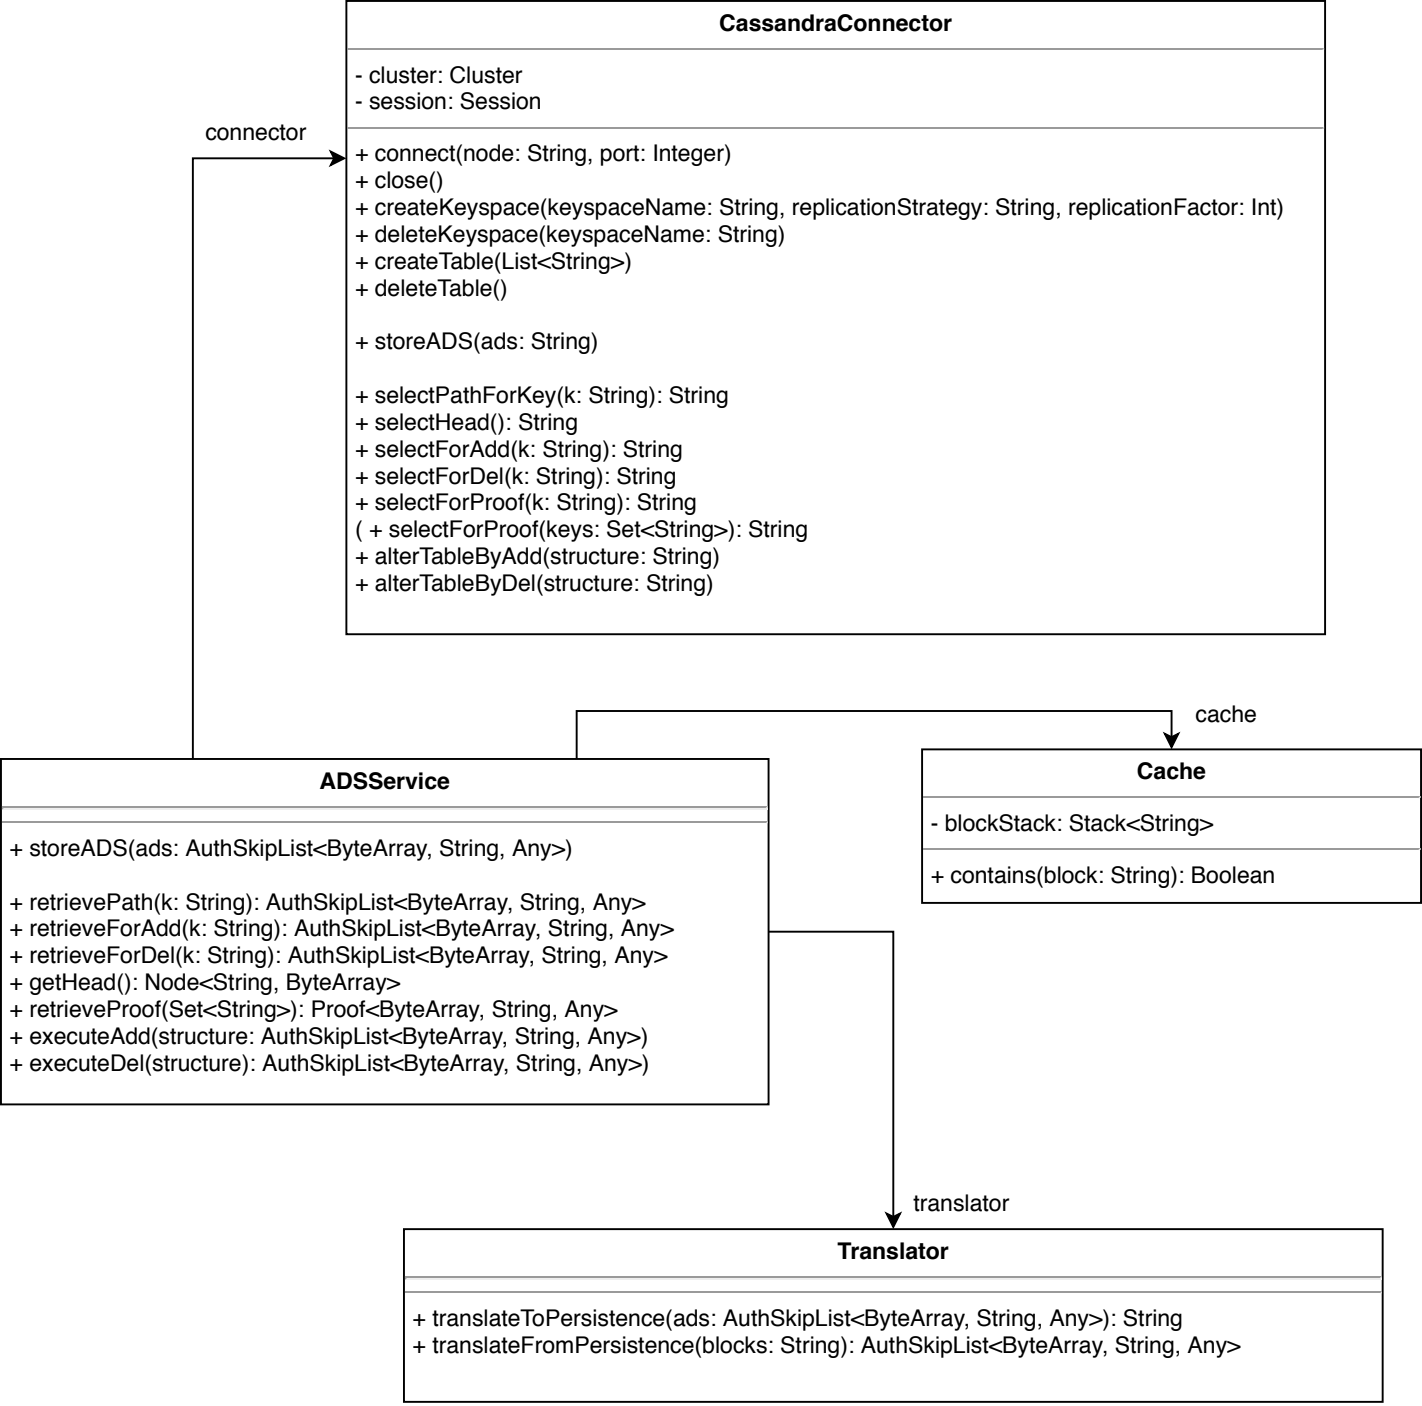 CassandraConnector
- cluster: Cluster
- session: Session
connector
+ connect(node: String, port: Integer)
+ close()
+ createKeyspace(keyspaceName: String, replicationStrategy: String, replicationFactor: Int)
+ deleteKeyspace(keyspaceName: String)
+ createTable(List<String>)
+ deleteTable()
+ storeADS(ads: String)
+ selectPathForKey(k: String): String
+ selectHead(): String
+ selectForAdd(k: String): String
+ selectForDel(k: String): String
+ selectForProof(k: String): String
( + selectForProof(keys: Set<String>): String
+ alterTableByAdd(structure: String)
+ alterTableByDel(structure: String)
cache
ADSService
+ storeADS(ads: AuthSkipList<ByteArray, String, Any>)
+ retrievePath(k: String): AuthSkipList<ByteArray, String, Any>
+ retrieveForAdd(k: String): AuthSkipList<ByteArray, String, Any>
+ retrieveForDel(k: String): AuthSkipList<ByteArray, String, Any>
+ getHead(): Node<String, ByteArray>
+ retrieveProof(Set<String>): Proof<ByteArray, String, Any>
+ executeAdd(structure: AuthSkipList<ByteArray, String, Any>)
+ executeDel(structure): AuthSkipList<ByteArray, String, Any>)
Cache
- blockStack: Stack<String>
+ contains(block: String): Boolean
translator
Translator
+ translateToPersistence(ads: AuthSkipList<ByteArray, String, Any>): String
+ translateFromPersistence(blocks: String): AuthSkipList<ByteArray, String, Any>